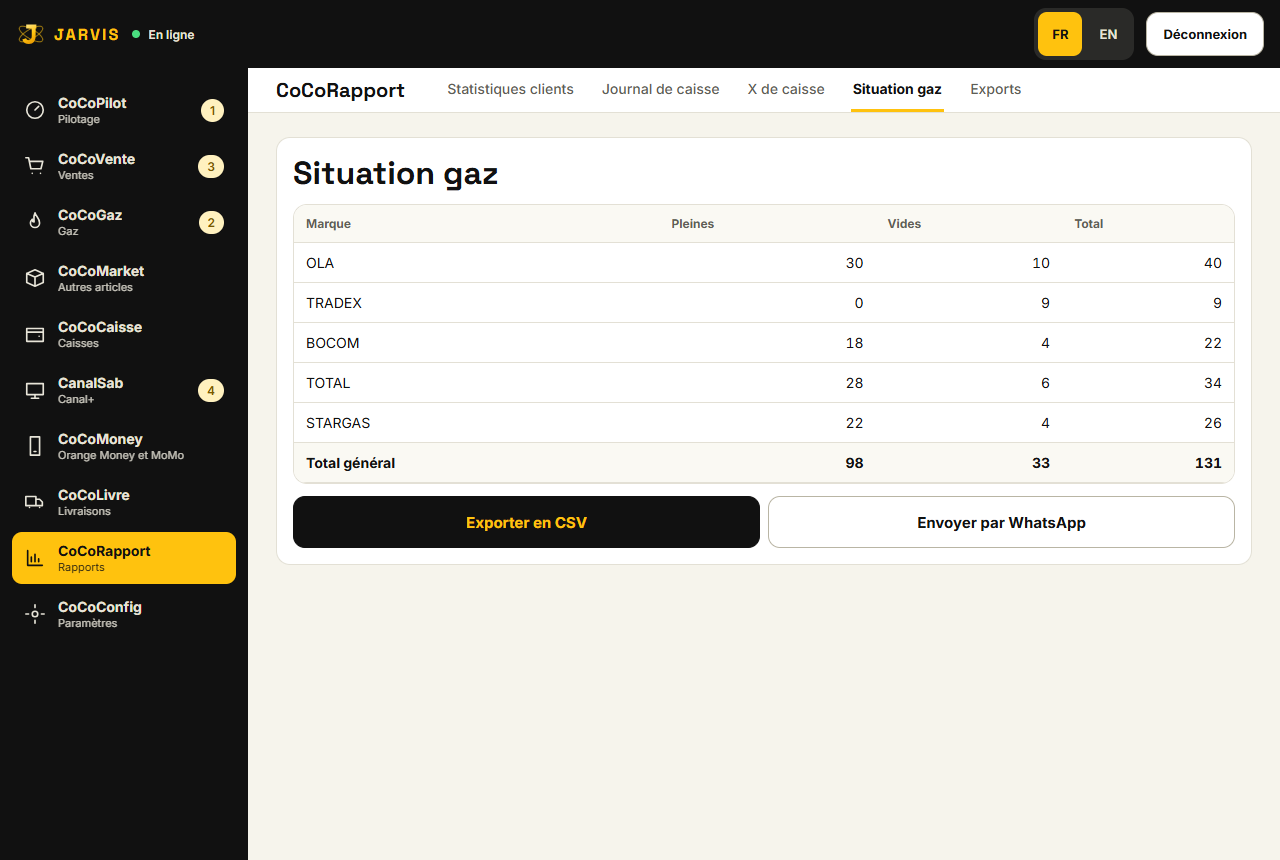 JARVIS En ligne FR EN Déconnexion
CoCoPilot
Pilotage
1
CoCoVente
Ventes
3
CoCoGaz
Gaz
2
CoCoMarket
Autres articles
CoCoCaisse
Caisses
CanalSab
Canal+
4
CoCoMoney
Orange Money et MoMo
CoCoLivre
Livraisons
CoCoRapport
Rapports
CoCoConfig
Paramètres
CoCoRapport Statistiques clients Journal de caisse X de caisse Situation gaz Exports
Situation gaz
Marque Pleines Vides Total
OLA 30 10 40
TRADEX 0 9 9
BOCOM 18 4 22
TOTAL 28 6 34
STARGAS 22 4 26
Total général 98 33 131
Exporter en CSV Envoyer par WhatsApp